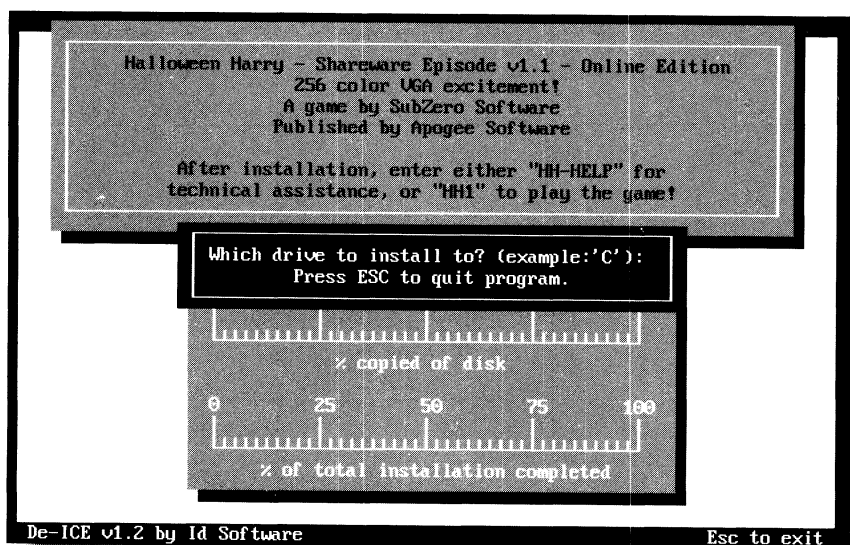 Halloween Harry - Shareware Episode v1.1 - Online Edition
256 color VGA excitement!
A game by SubZero Software
Published by Apogee Software
After installation, enter either "HH-HELP" for
technical assistance, or "HH1" to play the game!
Which drive to install to? (example:'C'):
Press ESC to quit program.
% copied of disk
0 25 50 75 100
% of total installation completed
De-ICE v1.2 by Id Software
Esc to exit